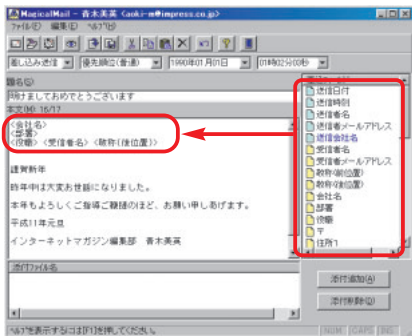 MagicalMail - 青木美英 (aoki-m@impress.co.jp)
ファイル(F) 編集(E) ヘルプ(H)
差し込み送信 優先順位(普通) 1990年01月01日 01時02分00秒
題名(S)
明けましておめでとうございます
本文(M) 16/17
<会社名>
<部署>
<役職> <受信者名> <敬称(後位置)>
謹賀新年
昨年中は大変お世話になりました。
本年もよろしくご指導ご鞭撻のほど、お願い申しあげます。
平成11年元旦
インターネットマガジン編集部 青木美英
送信日付
送信時刻
送信者名
送信者メールアドレス
送信会社名
受信者名
受信者メールアドレス
敬称(前位置)
敬称(後位置)
会社名
部署
役職
〒
住所1
添付ファイル名
添付追加(A)
添付削除(D)
ヘルプを表示するには[F1]を押してください。
NUM CAPS INS